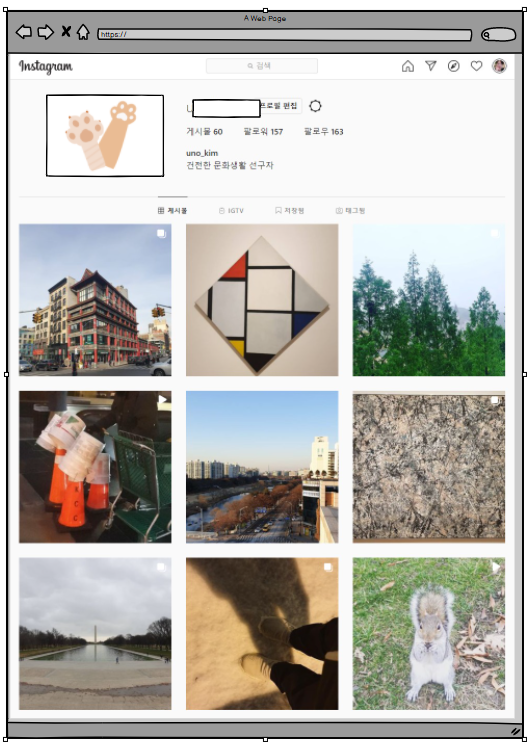 A Web Page
https://
Instagram
검색
프로필 편집
게시물 60 팔로워 157 팔로우 163
uno_kim
건전한 문화생활 선구자
게시물 IGTV 저장됨 태그됨